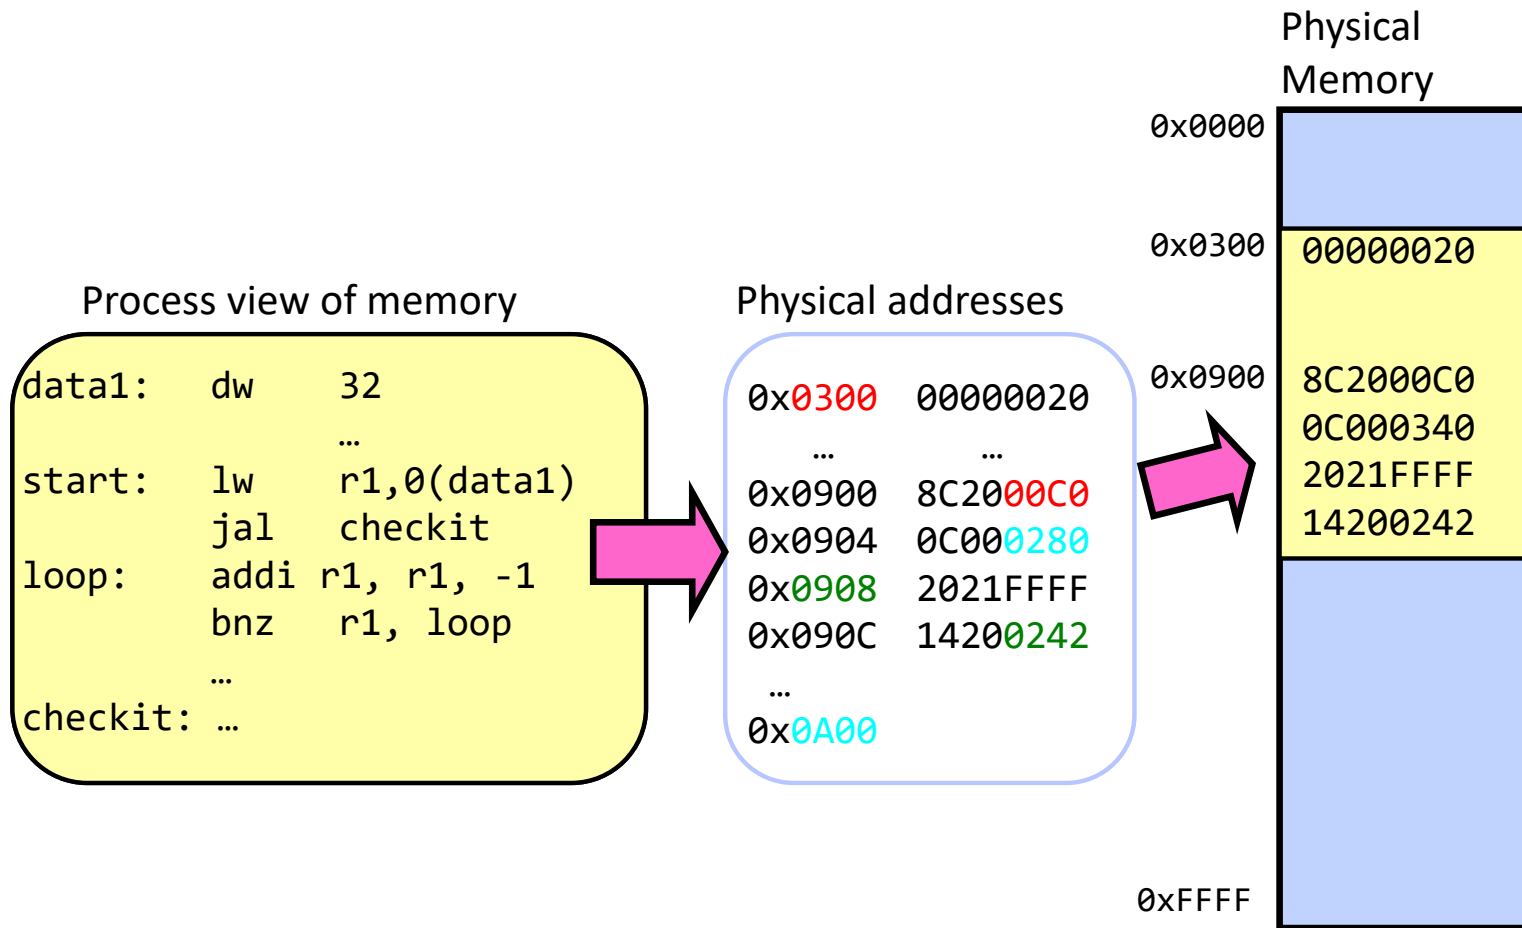 Physical
Memory
0x0000
0x0300 00000020
0x0900 8C2000C0
0C000340
2021FFFF
14200242
0xFFFF
Process view of memory
data1: dw 32
…
start: lw r1,0(data1)
jal checkit
loop: addi r1, r1, -1
bnz r1, loop
…
checkit: …
Physical addresses
0x0300 00000020
… …
0x0900 8C2000C0
0x0904 0C000280
0x0908 2021FFFF
0x090C 14200242
…
0x0A00